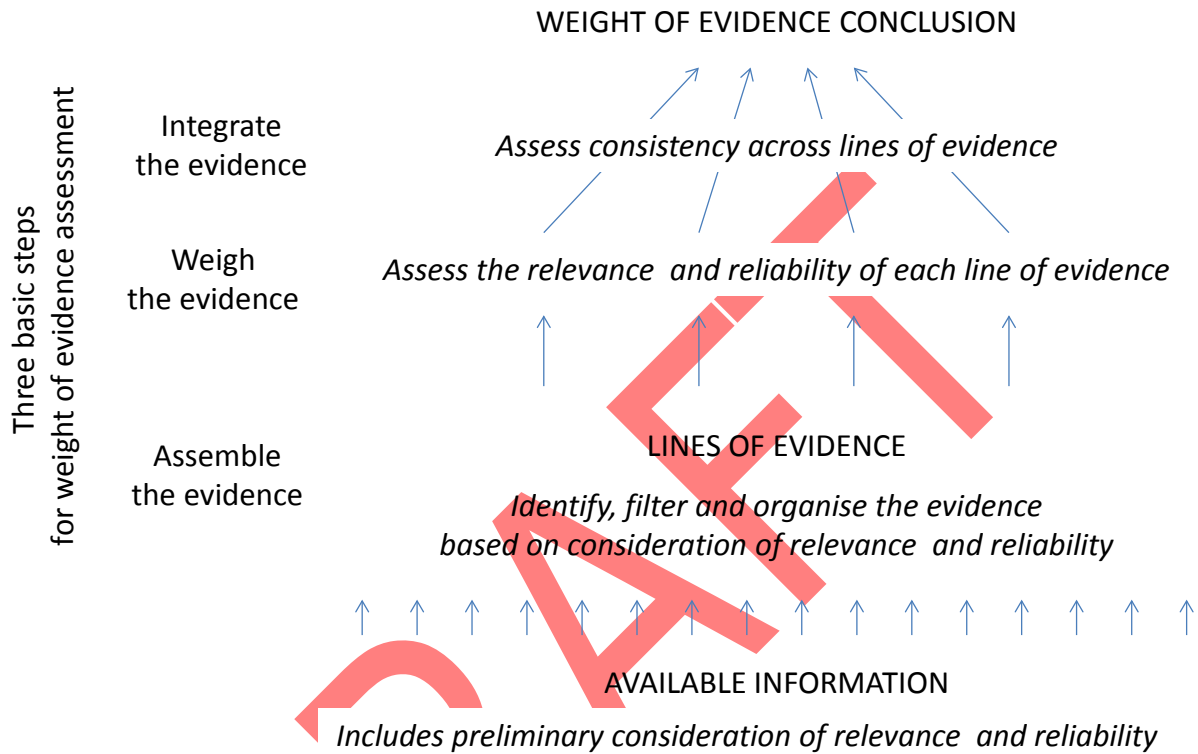 WEIGHT OF EVIDENCE CONCLUSION
Three basic steps
for weight of evidence assessment
Integrate
the evidence
Assess consistency across lines of evidence
Weigh
the evidence
Assess the relevance and reliability of each line of evidence
Assemble
the evidence
LINES OF EVIDENCE
Identify, filter and organise the evidence
based on consideration of relevance and reliability
AVAILABLE INFORMATION
Includes preliminary consideration of relevance and reliability
DRAFT